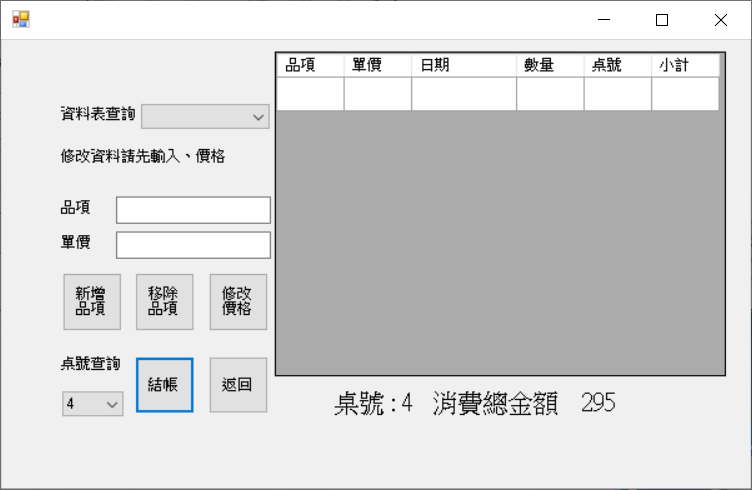 品項 單價 日期 數量 桌號 小計
資料表查詢
修改資料請先輸入、價格
品項
單價
新增
品項
移除
品項
修改
價格
桌號查詢
4
結帳
返回
桌號:4 消費總金額 295